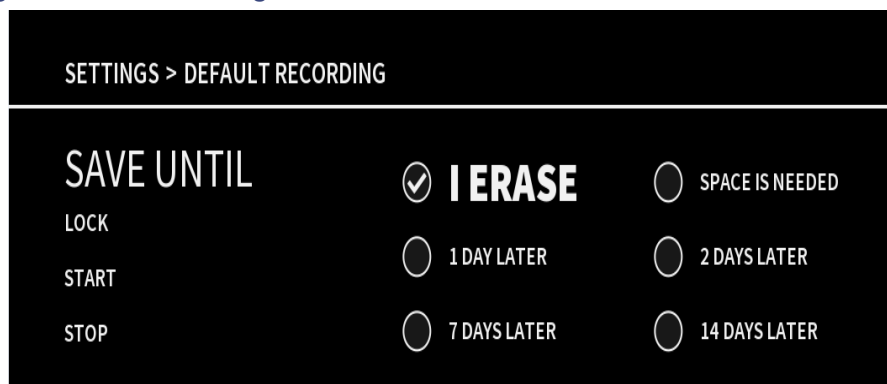 SETTINGS > DEFAULT RECORDING
SAVE UNTIL
LOCK
START
STOP
I ERASE
SPACE IS NEEDED
1 DAY LATER
2 DAYS LATER
7 DAYS LATER
14 DAYS LATER